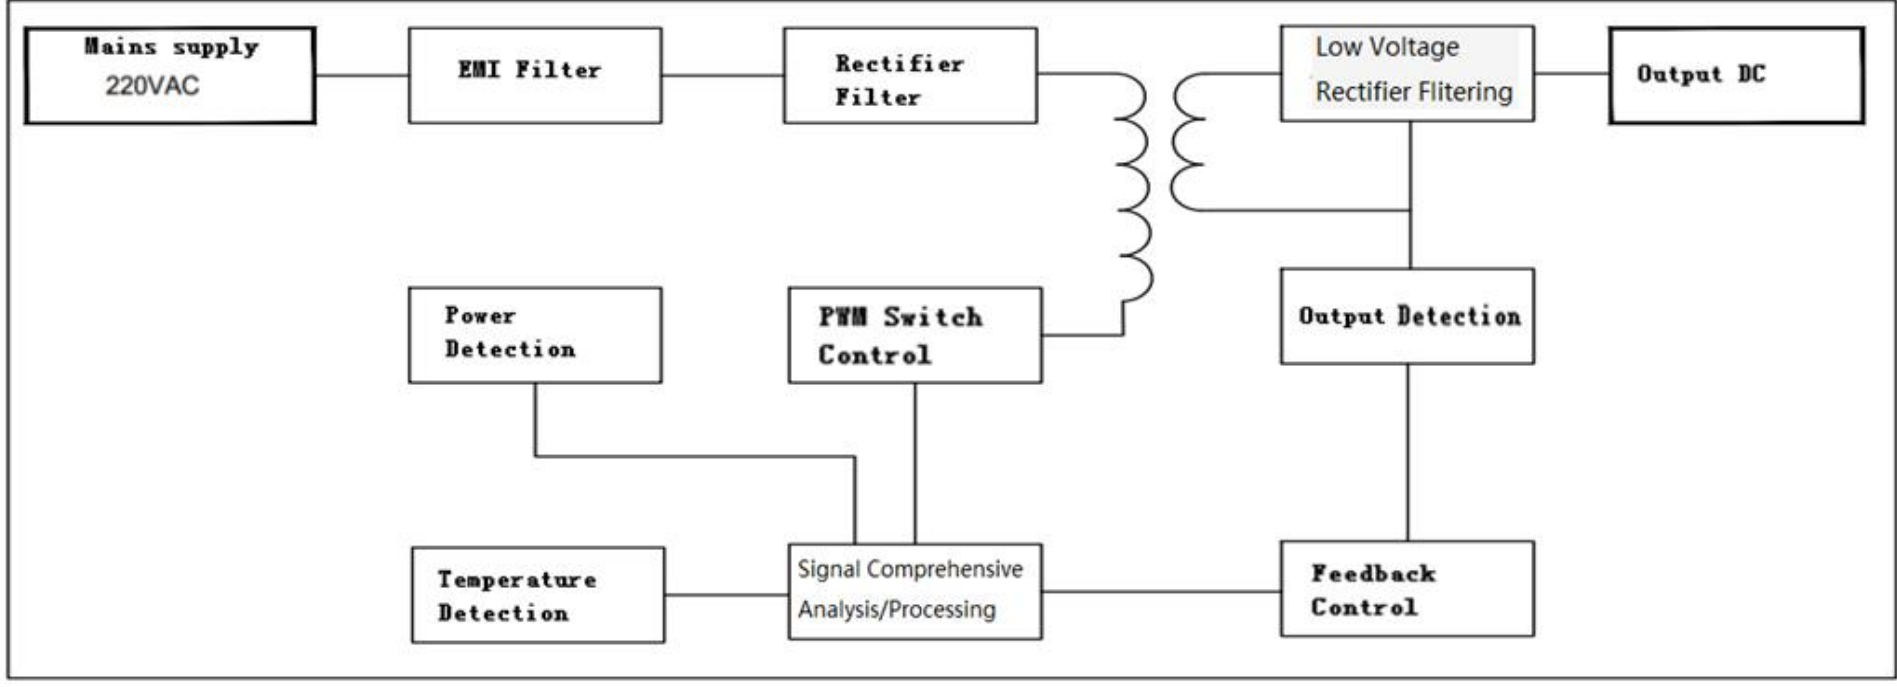 Mains supply
220VAC
EMI Filter
Rectifier
Filter
Low Voltage
Rectifier Flitering
Output DC
Power
Detection
PWM Switch
Control
Output Detection
Temperature
Detection
Signal Comprehensive
Analysis/Processing
Feedback
Control